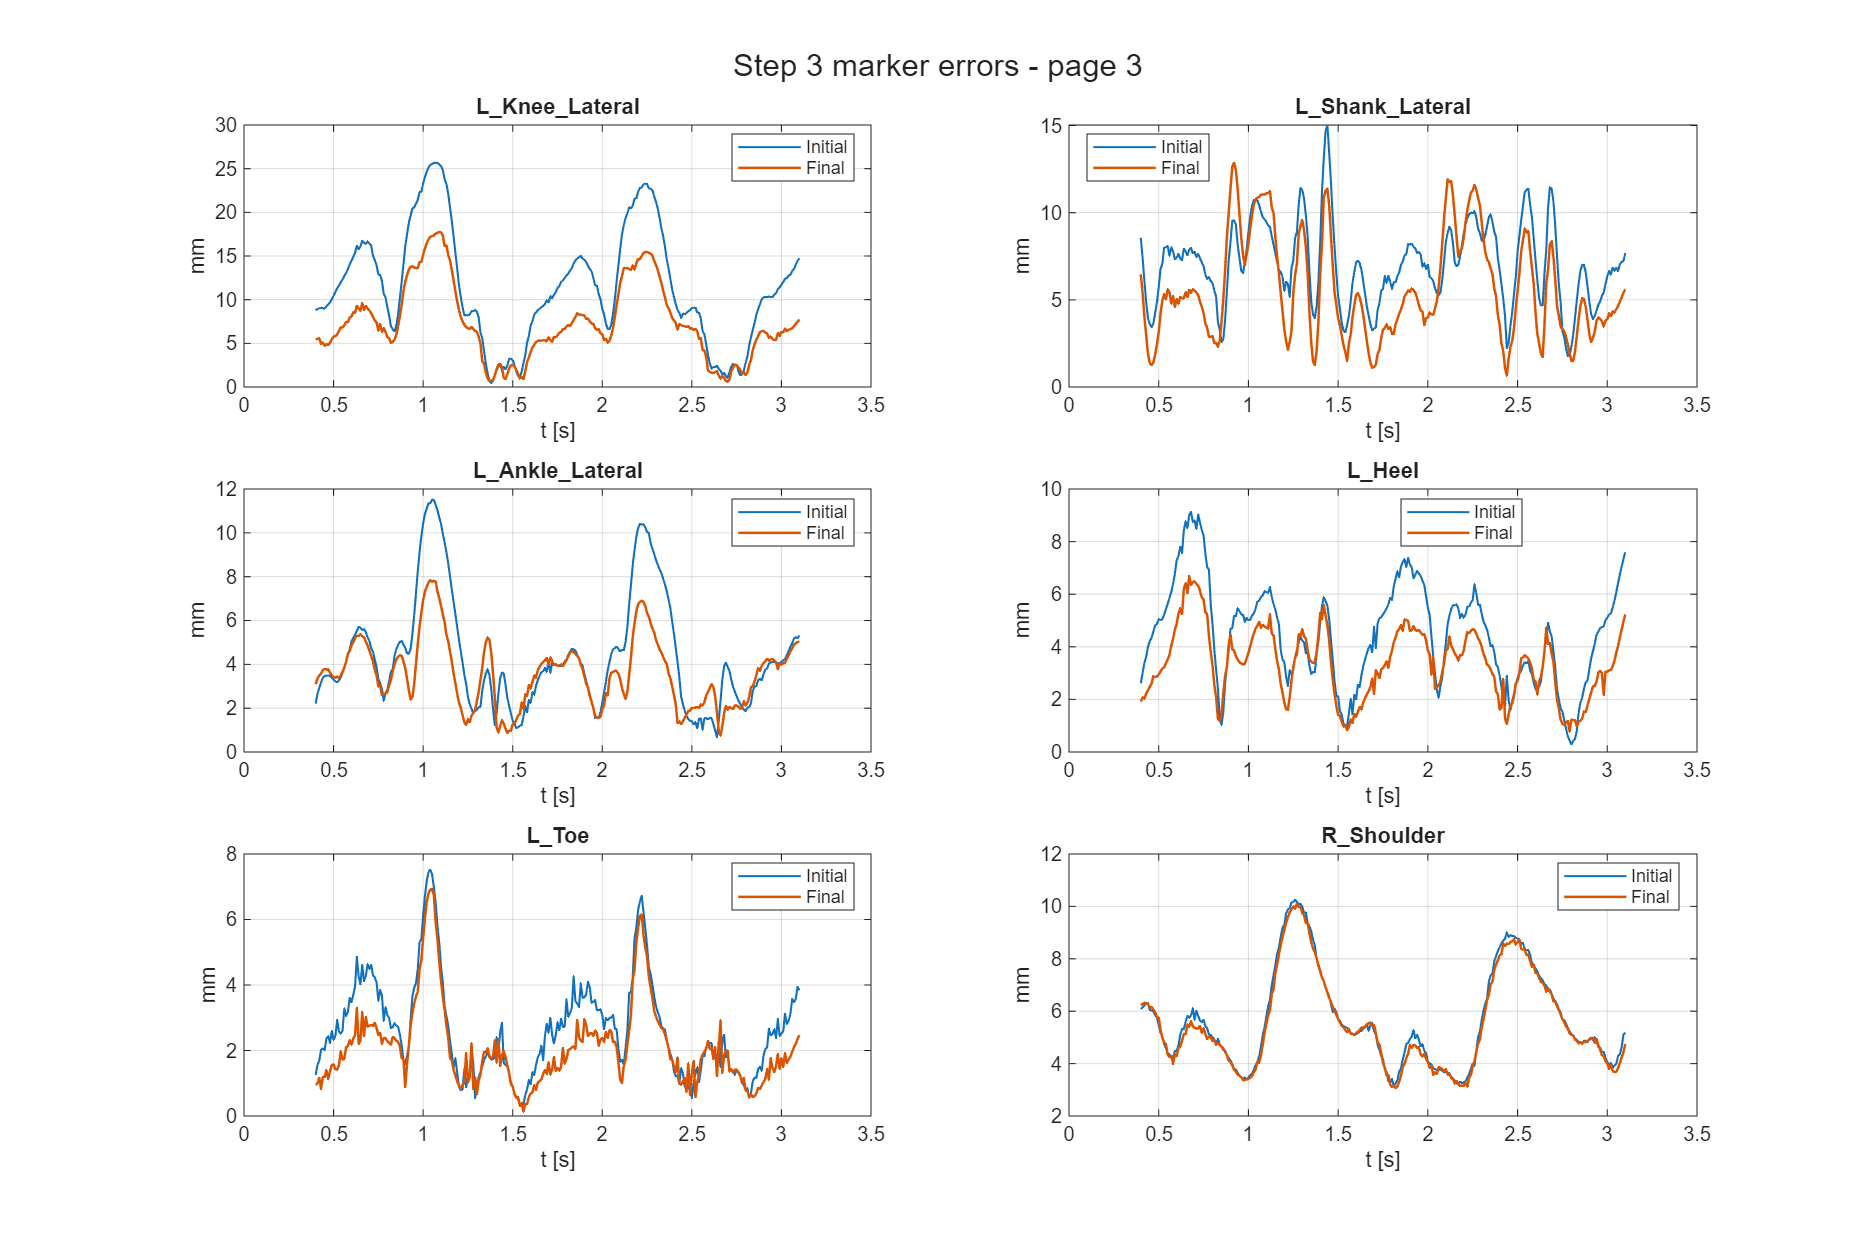 Step 3 marker errors - page 3
L_Knee_Lateral
30
25
20
15
10
5
0
mm
Initial
Final
0 0.5 1 1.5 2 2.5 3 3.5
t [s]
L_Shank_Lateral
15
10
5
0
mm
Initial
Final
0 0.5 1 1.5 2 2.5 3 3.5
t [s]
L_Ankle_Lateral
12
10
8
6
4
2
0
mm
Initial
Final
0 0.5 1 1.5 2 2.5 3 3.5
t [s]
L_Heel
10
8
6
4
2
0
mm
Initial
Final
0 0.5 1 1.5 2 2.5 3 3.5
t [s]
L_Toe
8
6
4
2
0
mm
Initial
Final
0 0.5 1 1.5 2 2.5 3 3.5
t [s]
R_Shoulder
12
10
8
6
4
2
mm
Initial
Final
0 0.5 1 1.5 2 2.5 3 3.5
t [s]